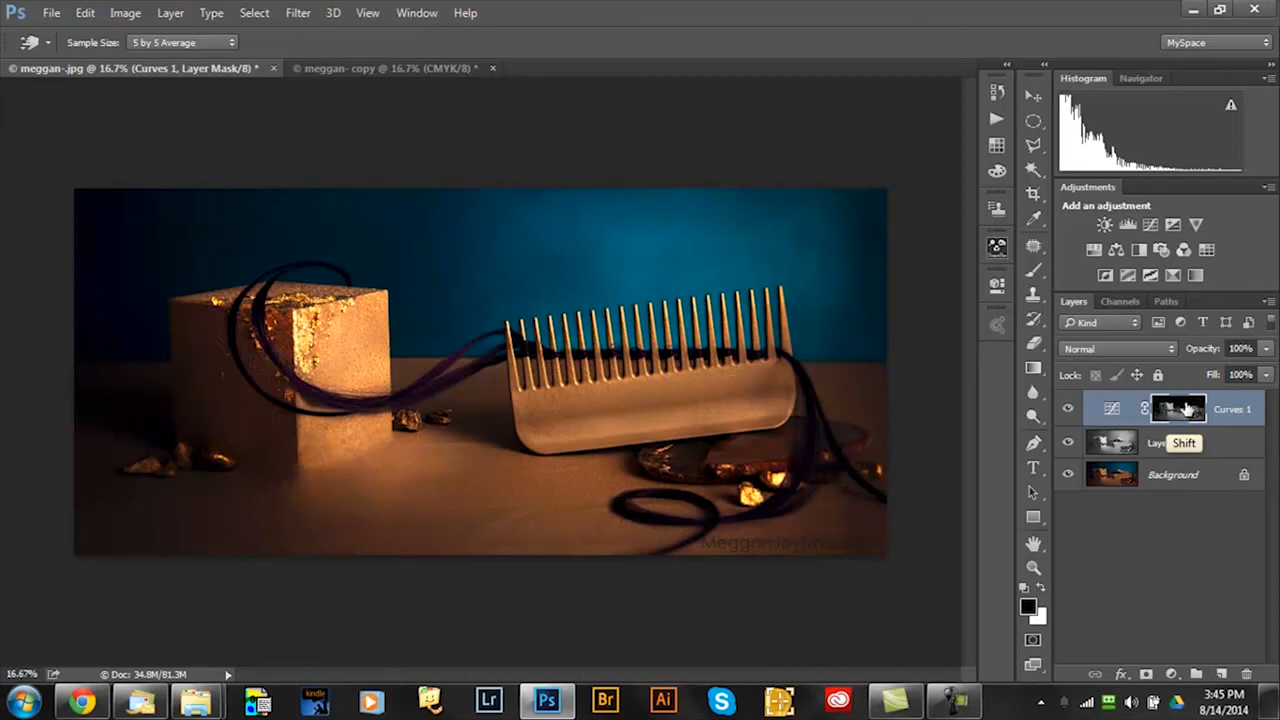 Ps File Edit Image Layer Type Select Filter 3D View Window Help
Sample Size: 5 by 5 Average
MySpace
© meggan-.jpg @ 16.7% (Curves 1, Layer Mask/8) * ×
© meggan- copy @ 16.7% (CMYK/8) * ×
Histogram Navigator
Adjustments
Add an adjustment
Layers Channels Paths
Kind
Normal Opacity: 100%
Lock: Fill: 100%
Curves 1
Laye
Shift
Background
16.67% © Doc: 34.8M/81.3M
kindle Lr Ps Br Ai
3:45 PM
8/14/2014